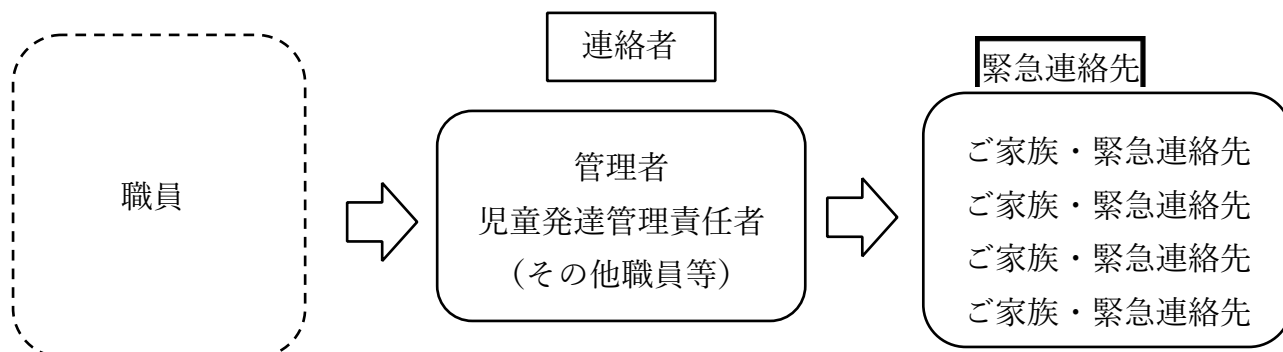 連絡者
緊急連絡先
職員
管理者
児童発達管理責任者
（その他職員等）
ご家族・緊急連絡先
ご家族・緊急連絡先
ご家族・緊急連絡先
ご家族・緊急連絡先